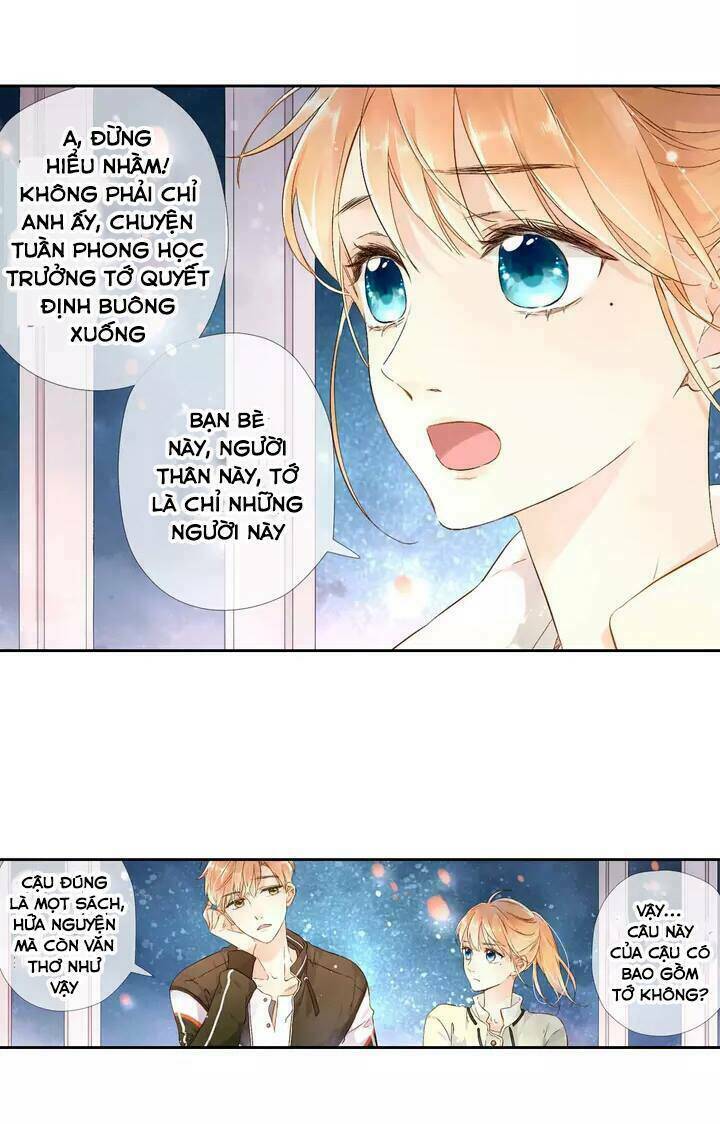 A, ĐỪNG
HIỂU NHẦM!
KHÔNG PHẢI CHỈ
ANH ẤY, CHUYỆN
TUẦN PHONG HỌC
TRƯỞNG TỚ QUYẾT
ĐỊNH BUÔNG
XUỐNG
BẠN BÈ
NÀY, NGƯỜI
THÂN NÀY, TỚ
LÀ CHỈ NHỮNG
NGƯỜI NÀY
CẬU ĐÚNG
LÀ MỌT SÁCH,
HỨA NGUYỆN
MÀ CÒN VĂN
THƠ NHƯ
VẬY
VẬY...
CÂU NÀY
CỦA CẬU CÓ
BAO GỒM
TỚ KHÔNG?